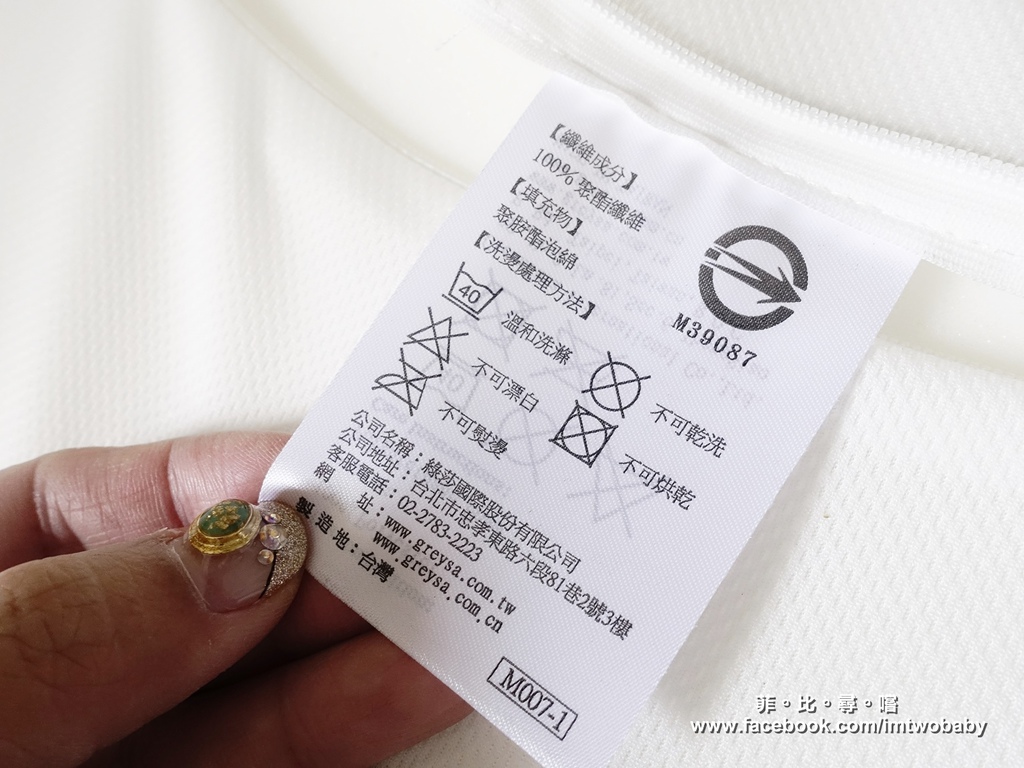 【纖維成分】
100% 聚酯纖維
【填充物】
聚胺酯泡綿
【洗燙處理方法】
M39087
40 溫和洗滌
不可漂白
不可熨燙
不可乾洗
不可烘乾
公司名稱：綠莎國際股份有限公司
公司地址：台北市忠孝東路六段81巷2號3樓
客服電話：02-2783-2223
網　　址：www.greysa.com.tw
www.greysa.com.cn
製 造 地：台灣
M007-1
菲。比。尋。嗜
www.facebook.com/imtwobaby